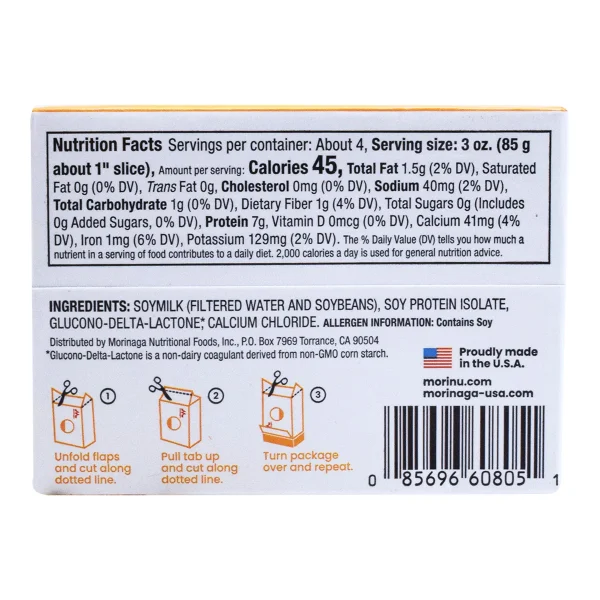 Nutrition Facts Servings per container: About 4, Serving size: 3 oz. (85 g
about 1" slice), Amount per serving: Calories 45, Total Fat 1.5g (2% DV), Saturated
Fat 0g (0% DV), Trans Fat 0g, Cholesterol 0mg (0% DV), Sodium 40mg (2% DV),
Total Carbohydrate 1g (0% DV), Dietary Fiber 1g (4% DV), Total Sugars 0g (Includes
0g Added Sugars, 0% DV), Protein 7g, Vitamin D 0mcg (0% DV), Calcium 41mg (4%
DV), Iron 1mg (6% DV), Potassium 129mg (2% DV). The % Daily Value (DV) tells you how much a
nutrient in a serving of food contributes to a daily diet. 2,000 calories a day is used for general nutrition advice.
INGREDIENTS: SOYMILK (FILTERED WATER AND SOYBEANS), SOY PROTEIN ISOLATE,
GLUCONO-DELTA-LACTONE,* CALCIUM CHLORIDE. ALLERGEN INFORMATION: Contains Soy
Distributed by Morinaga Nutritional Foods, Inc., P.O. Box 7969 Torrance, CA 90504
*Glucono-Delta-Lactone is a non-dairy coagulant derived from non-GMO corn starch.
1
Unfold flaps
and cut along
dotted line.
2
Pull tab up
and cut along
dotted line.
3
Turn package
over and repeat.
Proudly made
in the U.S.A.
morinu.com
morinaga-usa.com
0 85696 60805 1